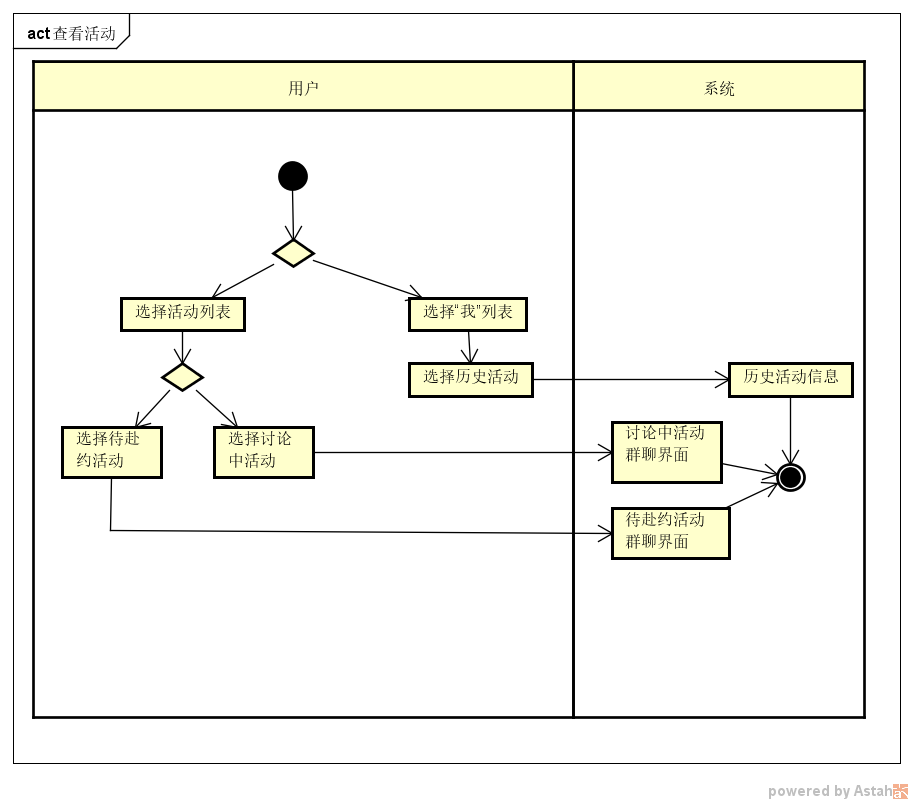 act 查看活动
用户
系统
选择活动列表
选择“我”列表
选择历史活动
历史活动信息
选择待赴
约活动
选择讨论
中活动
讨论中活动
群聊界面
待赴约活动
群聊界面
powered by Astah